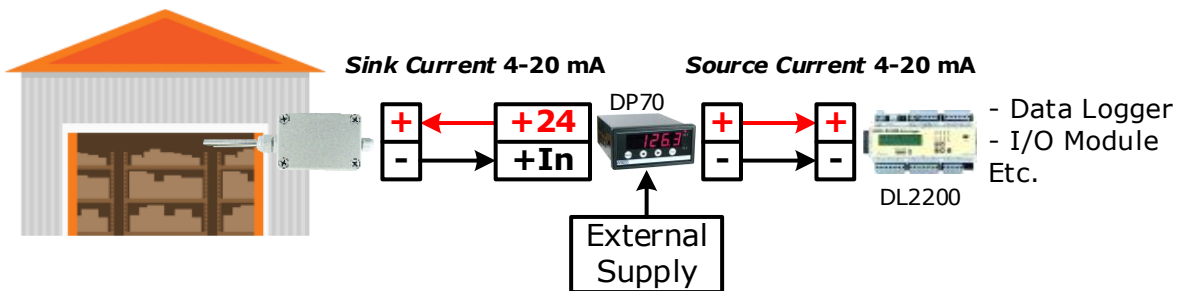 Sink Current 4-20 mA
Source Current 4-20 mA
DP70
+ +24
- +In
126.3
+ +
- -
- Data Logger
- I/O Module
Etc.
DL2200
External
Supply